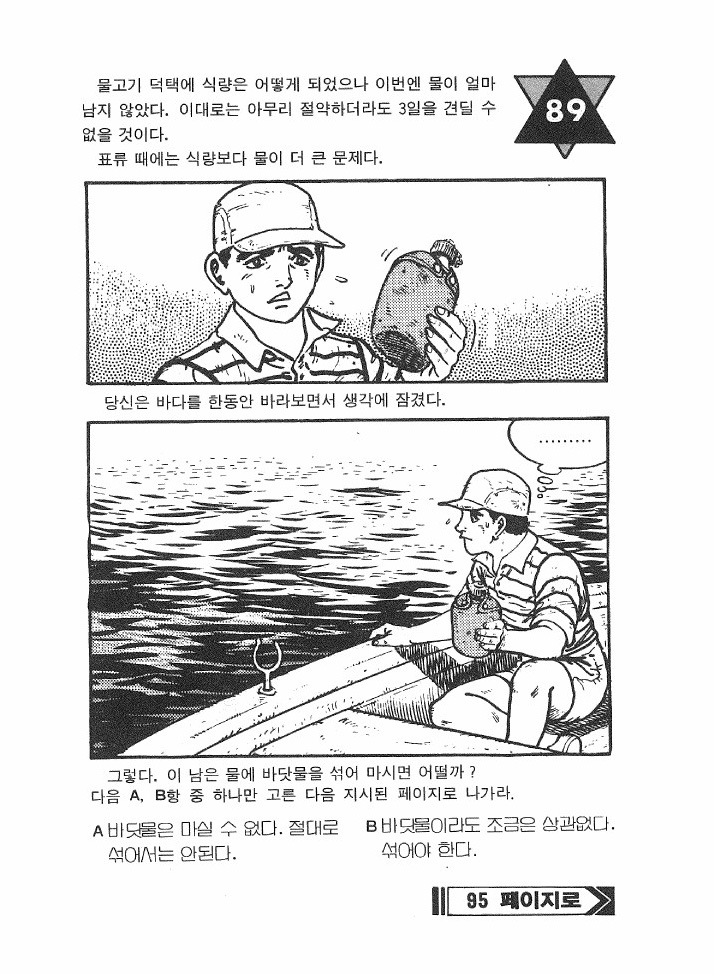 물고기 덕택에 식량은 어떻게 되었으나 이번엔 물이 얼마
남지 않았다. 이대로는 아무리 절약하더라도 3일을 견딜 수
없을 것이다.
표류 때에는 식량보다 물이 더 큰 문제다.
89
당신은 바다를 한동안 바라보면서 생각에 잠겼다.
·········
그렇다. 이 남은 물에 바닷물을 섞어 마시면 어떨까?
다음 A, B항 중 하나만 고른 다음 지시된 페이지로 나가라.
A 바닷물은 마실 수 없다. 절대로
섞어서는 안된다.
B 바닷물이라도 조금은 상관없다.
섞어야 한다.
95 페이지로